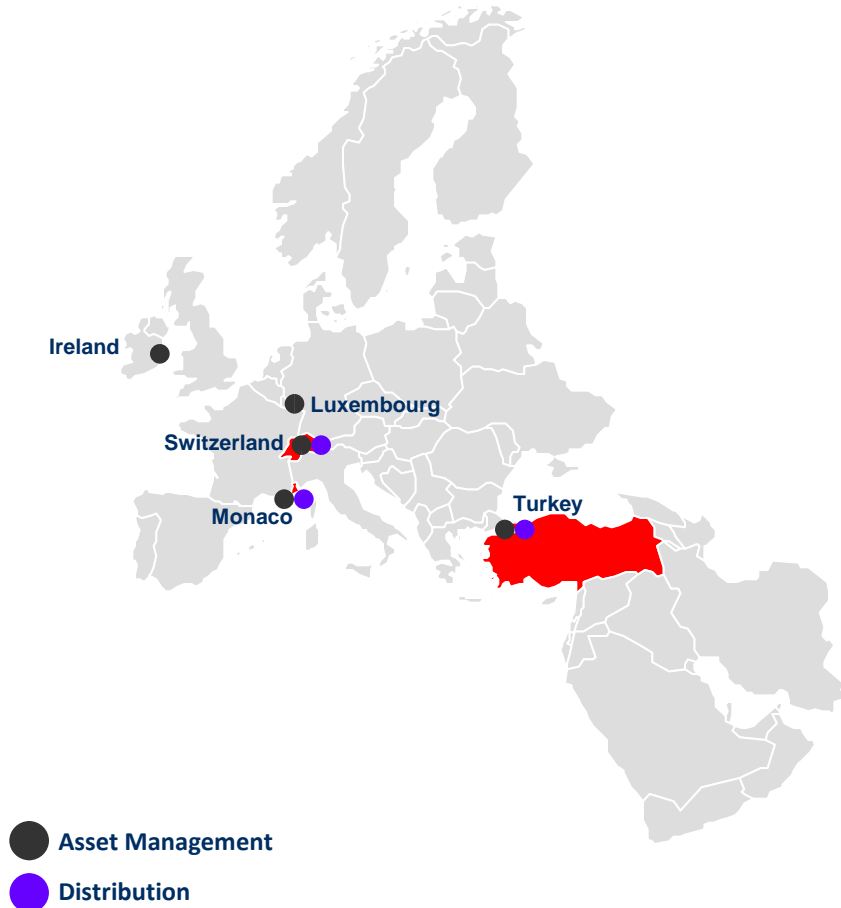 Ireland
Luxembourg
Switzerland
Turkey
Monaco
Asset Management
Distribution